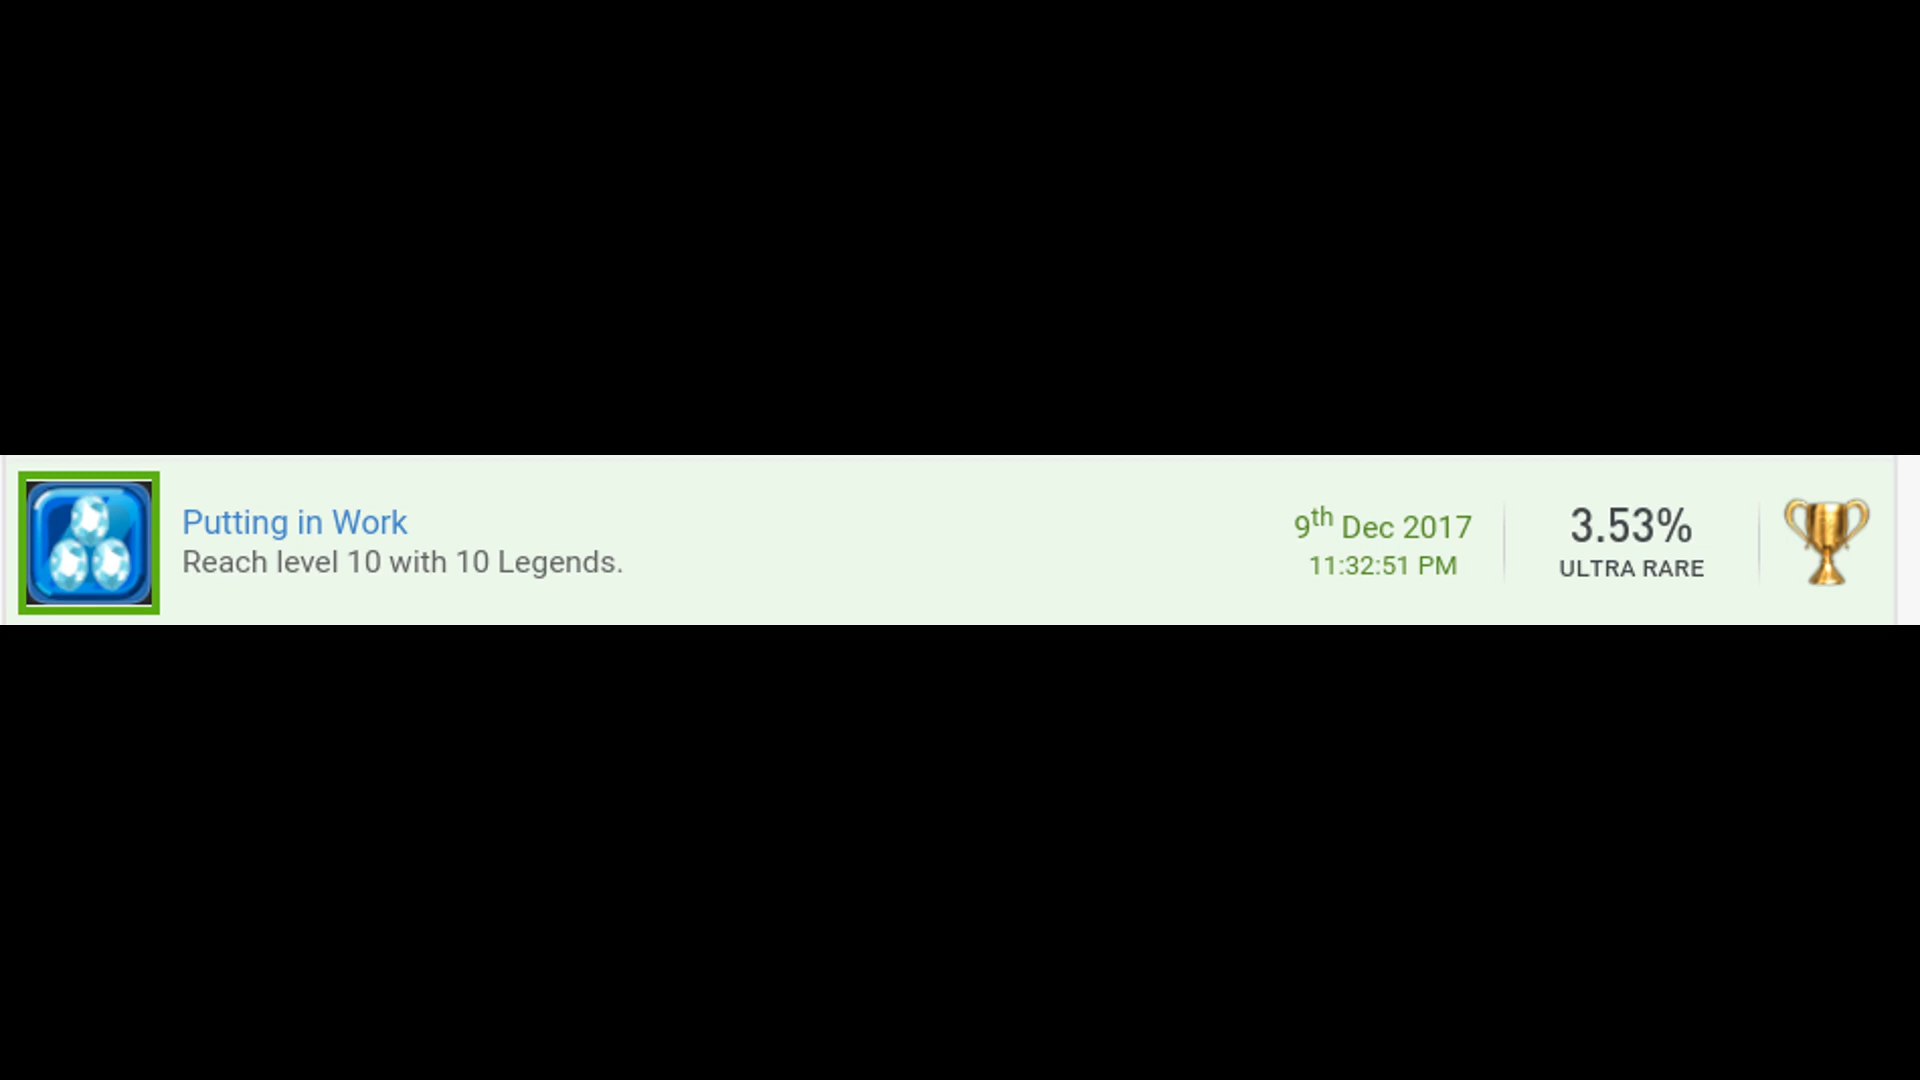 Putting in Work
Reach level 10 with 10 Legends.
9th Dec 2017
11:32:51 PM
3.53%
ULTRA RARE